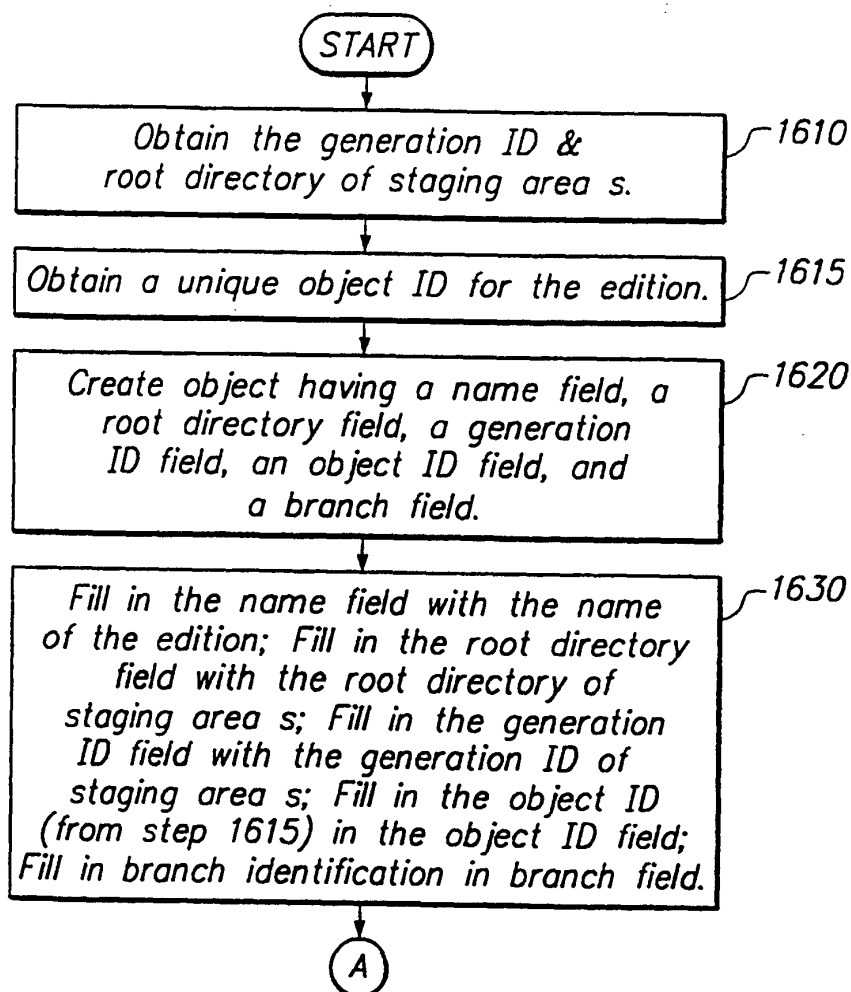 START
Obtain the generation ID &
root directory of staging area s.
1610
Obtain a unique object ID for the edition.
1615
Create object having a name field, a
root directory field, a generation
ID field, an object ID field, and
a branch field.
1620
Fill in the name field with the name
of the edition; Fill in the root directory
field with the root directory of
staging area s; Fill in the generation
ID field with the generation ID of
staging area s; Fill in the object ID
(from step 1615) in the object ID field;
Fill in branch identification in branch field.
1630
A